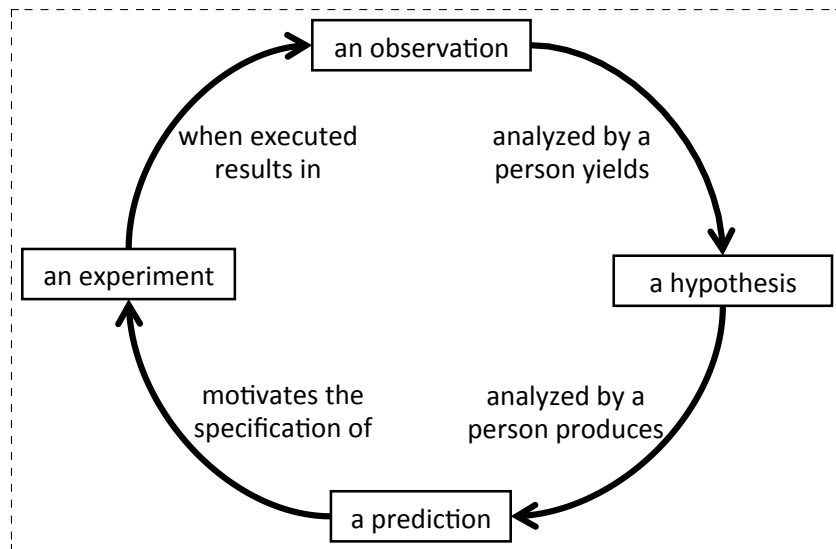 an observation
when executed
results in
analyzed by a
person yields
an experiment
a hypothesis
motivates the
specification of
analyzed by a
person produces
a prediction